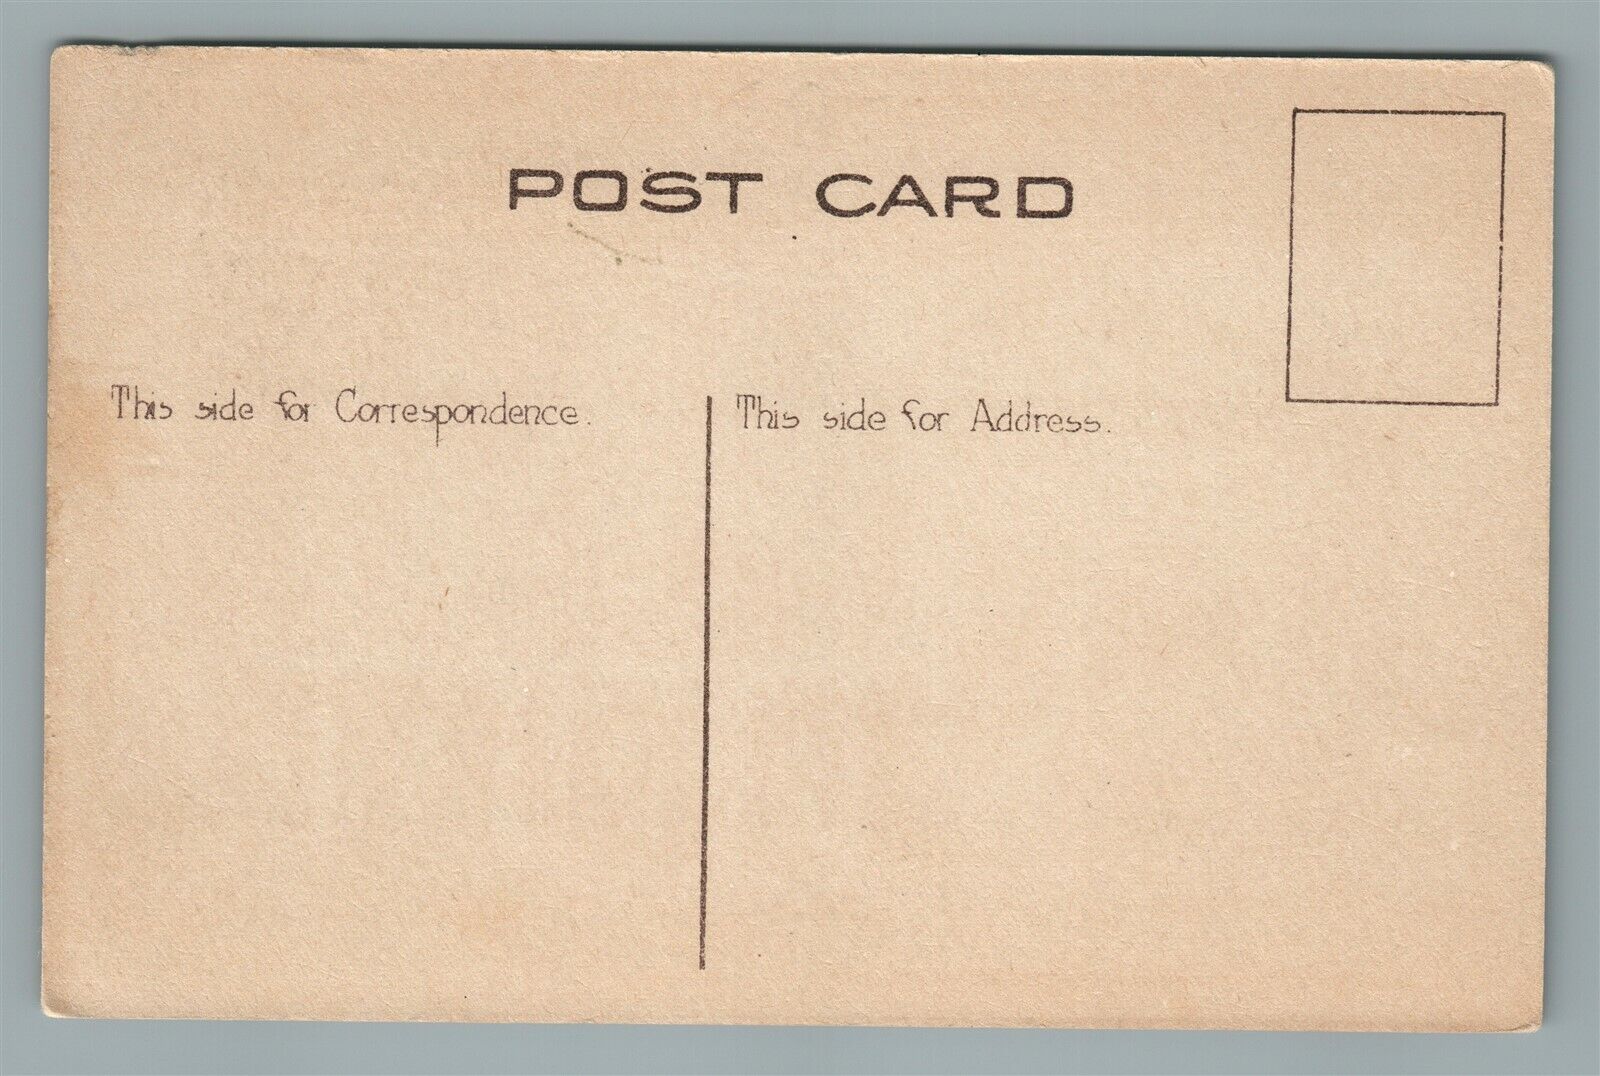 POST CARD
This side for Correspondence.
This side for Address.